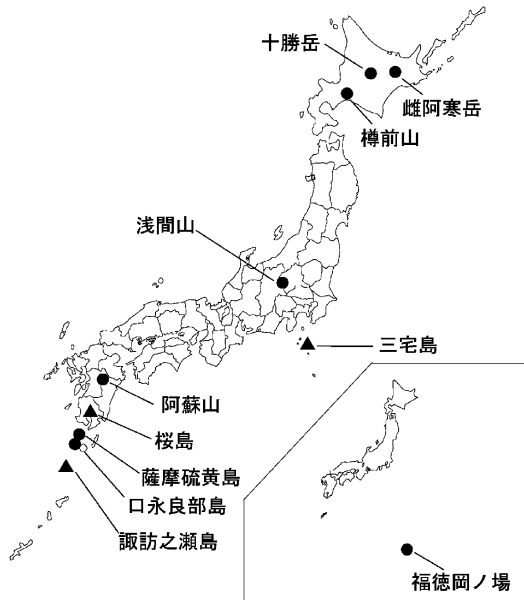 十勝岳
雌阿寒岳
樽前山
浅間山
三宅島
阿蘇山
桜島
薩摩硫黄島
口永良部島
諏訪之瀬島
福徳岡ノ場